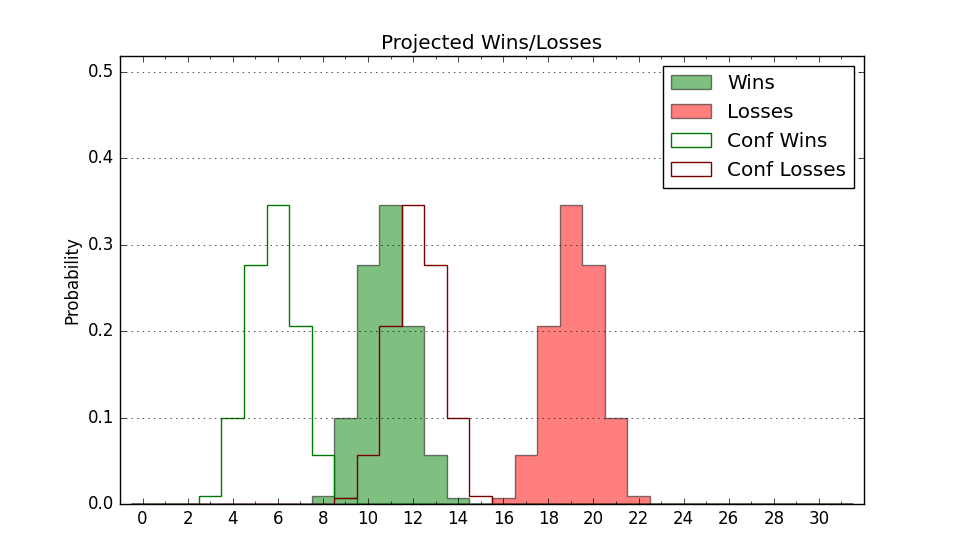 Projected Wins/Losses
0.5
0.4
0.3
0.2
0.1
0.0
Probability
Wins
Losses
Conf Wins
Conf Losses
0 2 4 6 8 10 12 14 16 18 20 22 24 26 28 30